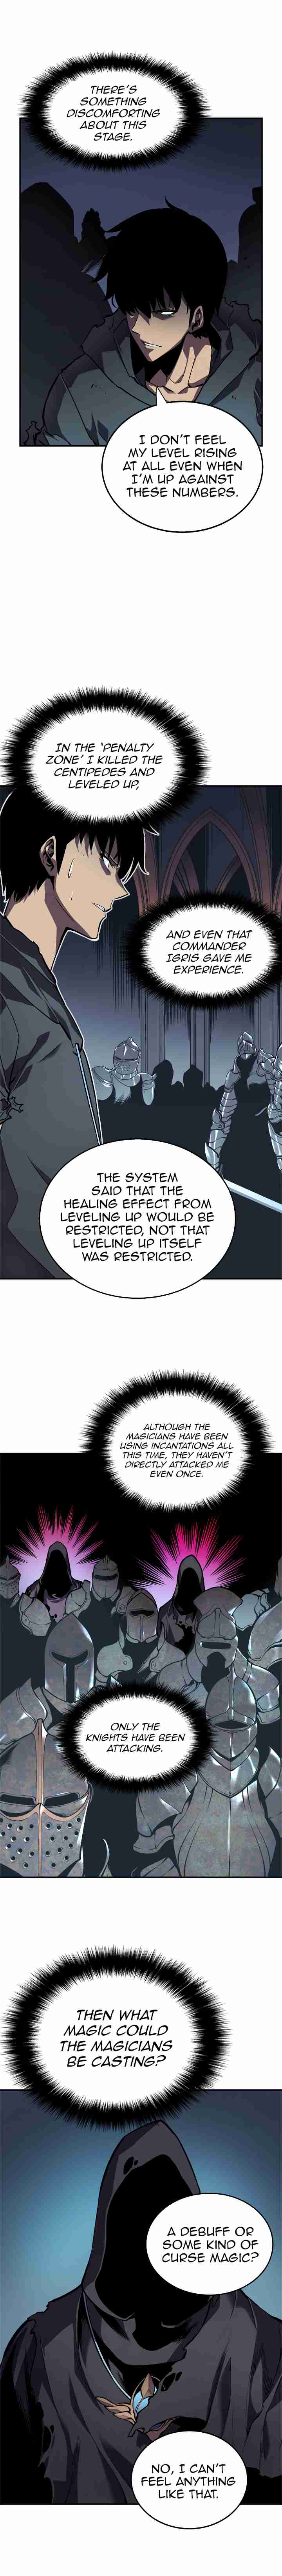 THERE'S
SOMETHING
DISCOMFORTING
ABOUT THIS
STAGE.
I DON'T FEEL
MY LEVEL RISING
AT ALL EVEN WHEN
I'M UP AGAINST
THESE NUMBERS.
IN THE 'PENALTY
ZONE' I KILLED THE
CENTIPEDES AND
LEVELED UP,
AND EVEN THAT
COMMANDER
IGRIS GAVE ME
EXPERIENCE.
THE SYSTEM
SAID THAT THE
HEALING EFFECT FROM
LEVELING UP WOULD BE
RESTRICTED, NOT THAT
LEVELING UP ITSELF
WAS RESTRICTED.
ALTHOUGH THE
MAGICIANS HAVE BEEN
USING INCANTATIONS ALL
THIS TIME, THEY HAVEN'T
DIRECTLY ATTACKED ME
EVEN ONCE.
ONLY THE
KNIGHTS HAVE BEEN
ATTACKING.
THEN WHAT
MAGIC COULD
THE MAGICIANS
BE CASTING?
A DEBUFF OR
SOME KIND OF
CURSE MAGIC?
NO, I CAN'T
FEEL ANYTHING
LIKE THAT.